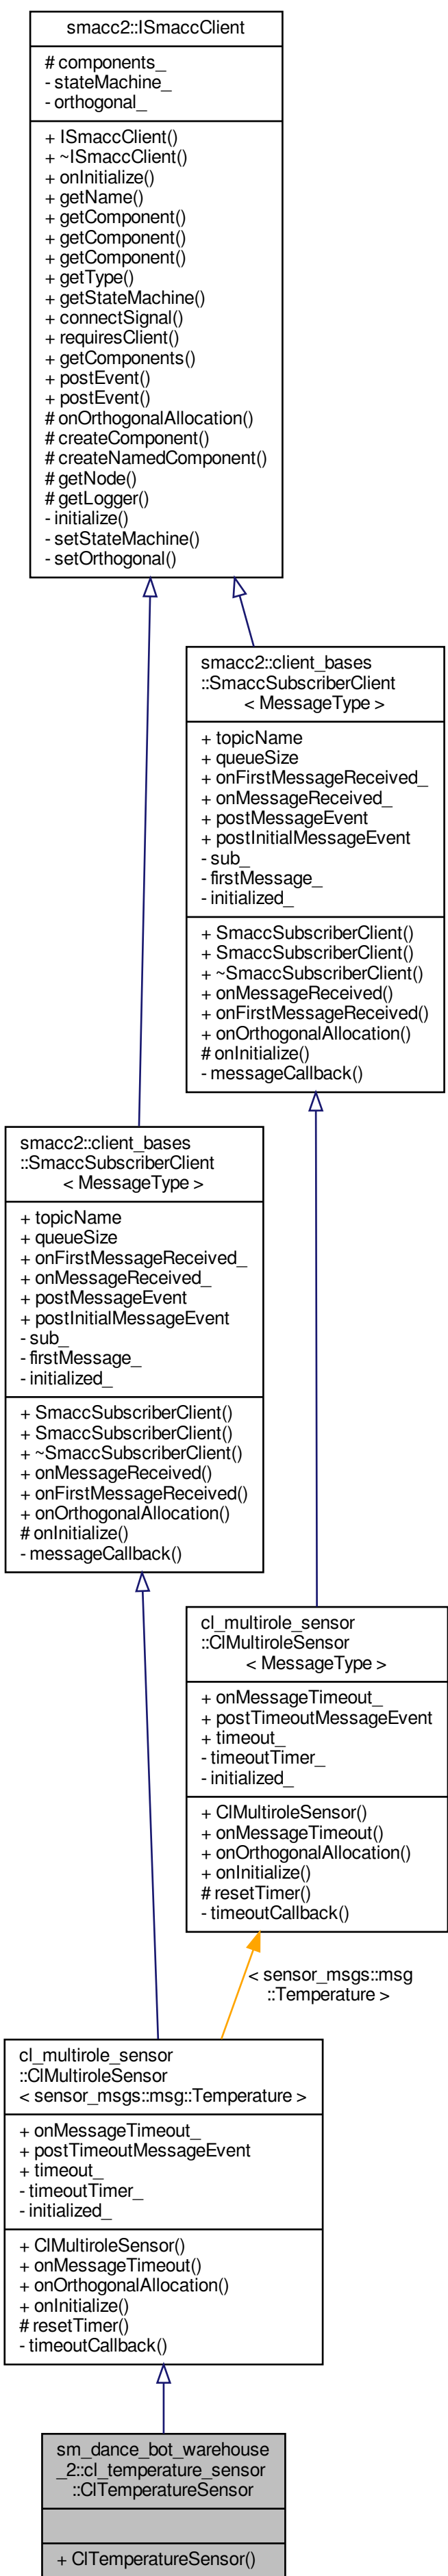 smacc2::ISmaccClient
# components_
- stateMachine_
- orthogonal_
+ ISmaccClient()
+ ~ISmaccClient()
+ onInitialize()
+ getName()
+ getComponent()
+ getComponent()
+ getComponent()
+ getType()
+ getStateMachine()
+ connectSignal()
+ requiresClient()
+ getComponents()
+ postEvent()
+ postEvent()
# onOrthogonalAllocation()
# createComponent()
# createNamedComponent()
# getNode()
# getLogger()
- initialize()
- setStateMachine()
- setOrthogonal()
smacc2::client_bases
::SmaccSubscriberClient
< MessageType >
+ topicName
+ queueSize
+ onFirstMessageReceived_
+ onMessageReceived_
+ postMessageEvent
+ postInitialMessageEvent
- sub_
- firstMessage_
- initialized_
+ SmaccSubscriberClient()
+ SmaccSubscriberClient()
+ ~SmaccSubscriberClient()
+ onMessageReceived()
+ onFirstMessageReceived()
+ onOrthogonalAllocation()
# onInitialize()
- messageCallback()
smacc2::client_bases
::SmaccSubscriberClient
< MessageType >
+ topicName
+ queueSize
+ onFirstMessageReceived_
+ onMessageReceived_
+ postMessageEvent
+ postInitialMessageEvent
- sub_
- firstMessage_
- initialized_
+ SmaccSubscriberClient()
+ SmaccSubscriberClient()
+ ~SmaccSubscriberClient()
+ onMessageReceived()
+ onFirstMessageReceived()
+ onOrthogonalAllocation()
# onInitialize()
- messageCallback()
cl_multirole_sensor
::ClMultiroleSensor
< MessageType >
+ onMessageTimeout_
+ postTimeoutMessageEvent
+ timeout_
- timeoutTimer_
- initialized_
+ ClMultiroleSensor()
+ onMessageTimeout()
+ onOrthogonalAllocation()
+ onInitialize()
# resetTimer()
- timeoutCallback()
< sensor_msgs::msg
::Temperature >
cl_multirole_sensor
::ClMultiroleSensor
< sensor_msgs::msg::Temperature >
+ onMessageTimeout_
+ postTimeoutMessageEvent
+ timeout_
- timeoutTimer_
- initialized_
+ ClMultiroleSensor()
+ onMessageTimeout()
+ onOrthogonalAllocation()
+ onInitialize()
# resetTimer()
- timeoutCallback()
sm_dance_bot_warehouse
_2::cl_temperature_sensor
::ClTemperatureSensor
+ ClTemperatureSensor()